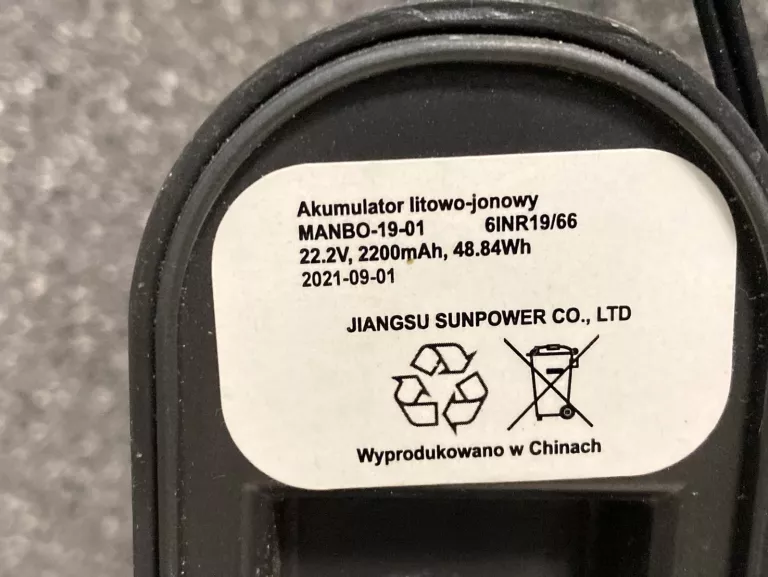 Akumulator litowo-jonowy
MANBO-19-01 6INR19/66
22.2V, 2200mAh, 48.84Wh
2021-09-01
JIANGSU SUNPOWER CO., LTD
Wyprodukowano w Chinach